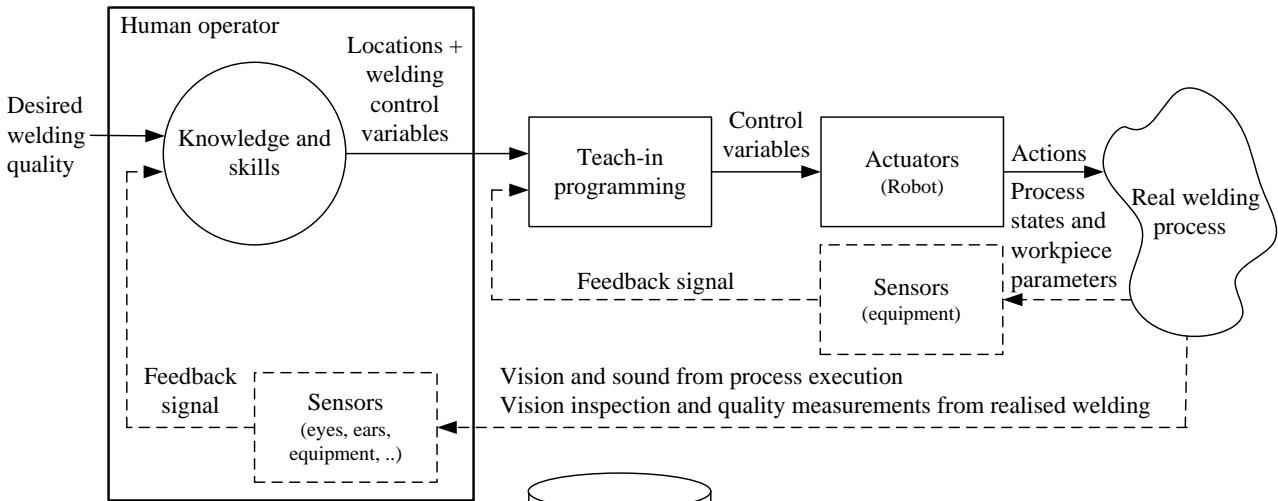 Human operator
Locations +
welding
control
variables
Desired
welding
quality
Knowledge and
skills
Teach-in
programming
Control
variables
Actuators
(Robot)
Actions
Process
states and
workpiece
parameters
Real welding
process
Feedback signal
Sensors
(equipment)
Feedback
signal
Sensors
(eyes, ears,
equipment, ..)
Vision and sound from process execution
Vision inspection and quality measurements from realised welding